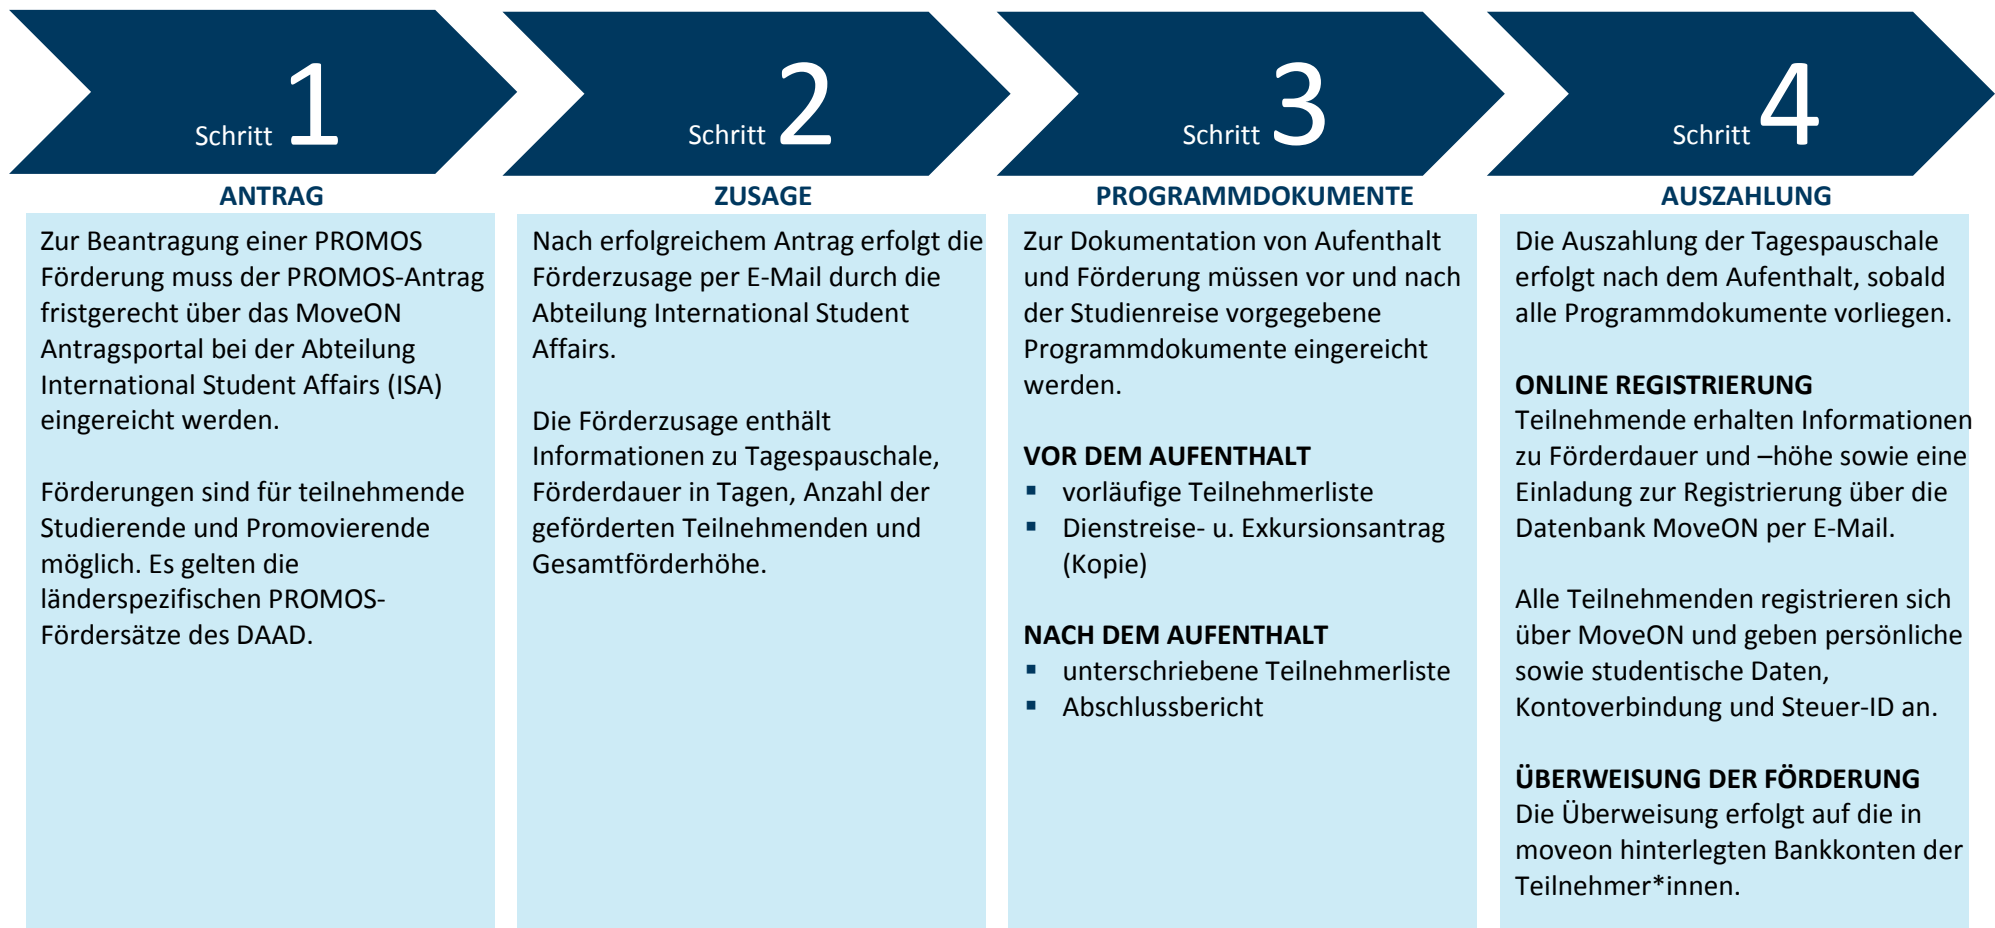 Schritt 1
ANTRAG
Zur Beantragung einer PROMOS
Förderung muss der PROMOS-Antrag
fristgerecht über das MoveON
Antragsportal bei der Abteilung
International Student Affairs (ISA)
eingereicht werden.
Förderungen sind für teilnehmende
Studierende und Promovierende
möglich. Es gelten die
länderspezifischen PROMOS-
Fördersätze des DAAD.
Schritt 2
ZUSAGE
Nach erfolgreichem Antrag erfolgt die
Förderzusage per E-Mail durch die
Abteilung International Student
Affairs.
Die Förderzusage enthält
Informationen zu Tagespauschale,
Förderdauer in Tagen, Anzahl der
geförderten Teilnehmenden und
Gesamtförderhöhe.
Schritt 3
PROGRAMMDOKUMENTE
Zur Dokumentation von Aufenthalt
und Förderung müssen vor und nach
der Studienreise vorgegebene
Programmdokumente eingereicht
werden.
VOR DEM AUFENTHALT
▪ vorläufige Teilnehmerliste
▪ Dienstreise- u. Exkursionsantrag
(Kopie)
NACH DEM AUFENTHALT
▪ unterschriebene Teilnehmerliste
▪ Abschlussbericht
Schritt 4
AUSZAHLUNG
Die Auszahlung der Tagespauschale
erfolgt nach dem Aufenthalt, sobald
alle Programmdokumente vorliegen.
ONLINE REGISTRIERUNG
Teilnehmende erhalten Informationen
zu Förderdauer und –höhe sowie eine
Einladung zur Registrierung über die
Datenbank MoveON per E-Mail.
Alle Teilnehmenden registrieren sich
über MoveON und geben persönliche
sowie studentische Daten,
Kontoverbindung und Steuer-ID an.
ÜBERWEISUNG DER FÖRDERUNG
Die Überweisung erfolgt auf die in
moveon hinterlegten Bankkonten der
Teilnehmer*innen.